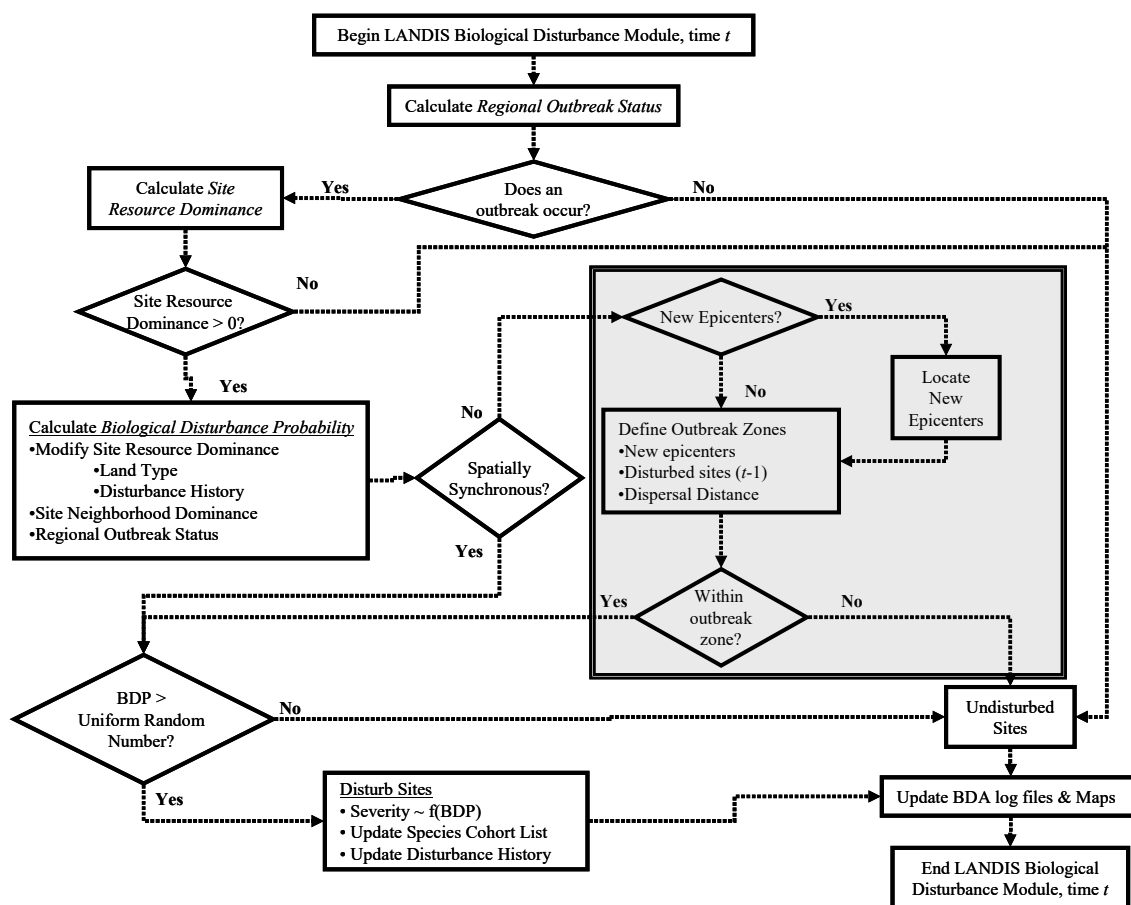 Begin LANDIS Biological Disturbance Module, time t
Calculate Regional Outbreak Status
Does an
outbreak occur?
Yes
No
Calculate Site
Resource Dominance
Site Resource
Dominance > 0?
No
Yes
Calculate Biological Disturbance Probability
•Modify Site Resource Dominance
•Land Type
•Disturbance History
•Site Neighborhood Dominance
•Regional Outbreak Status
Spatially
Synchronous?
No
Yes
New Epicenters?
Yes
No
Locate
New
Epicenters
Define Outbreak Zones
•New epicenters
•Disturbed sites (t-1)
•Dispersal Distance
Within
outbreak
zone?
Yes
No
BDP >
Uniform Random
Number?
No
Yes
Undisturbed
Sites
Disturb Sites
• Severity ~ f(BDP)
• Update Species Cohort List
• Update Disturbance History
Update BDA log files & Maps
End LANDIS Biological
Disturbance Module, time t